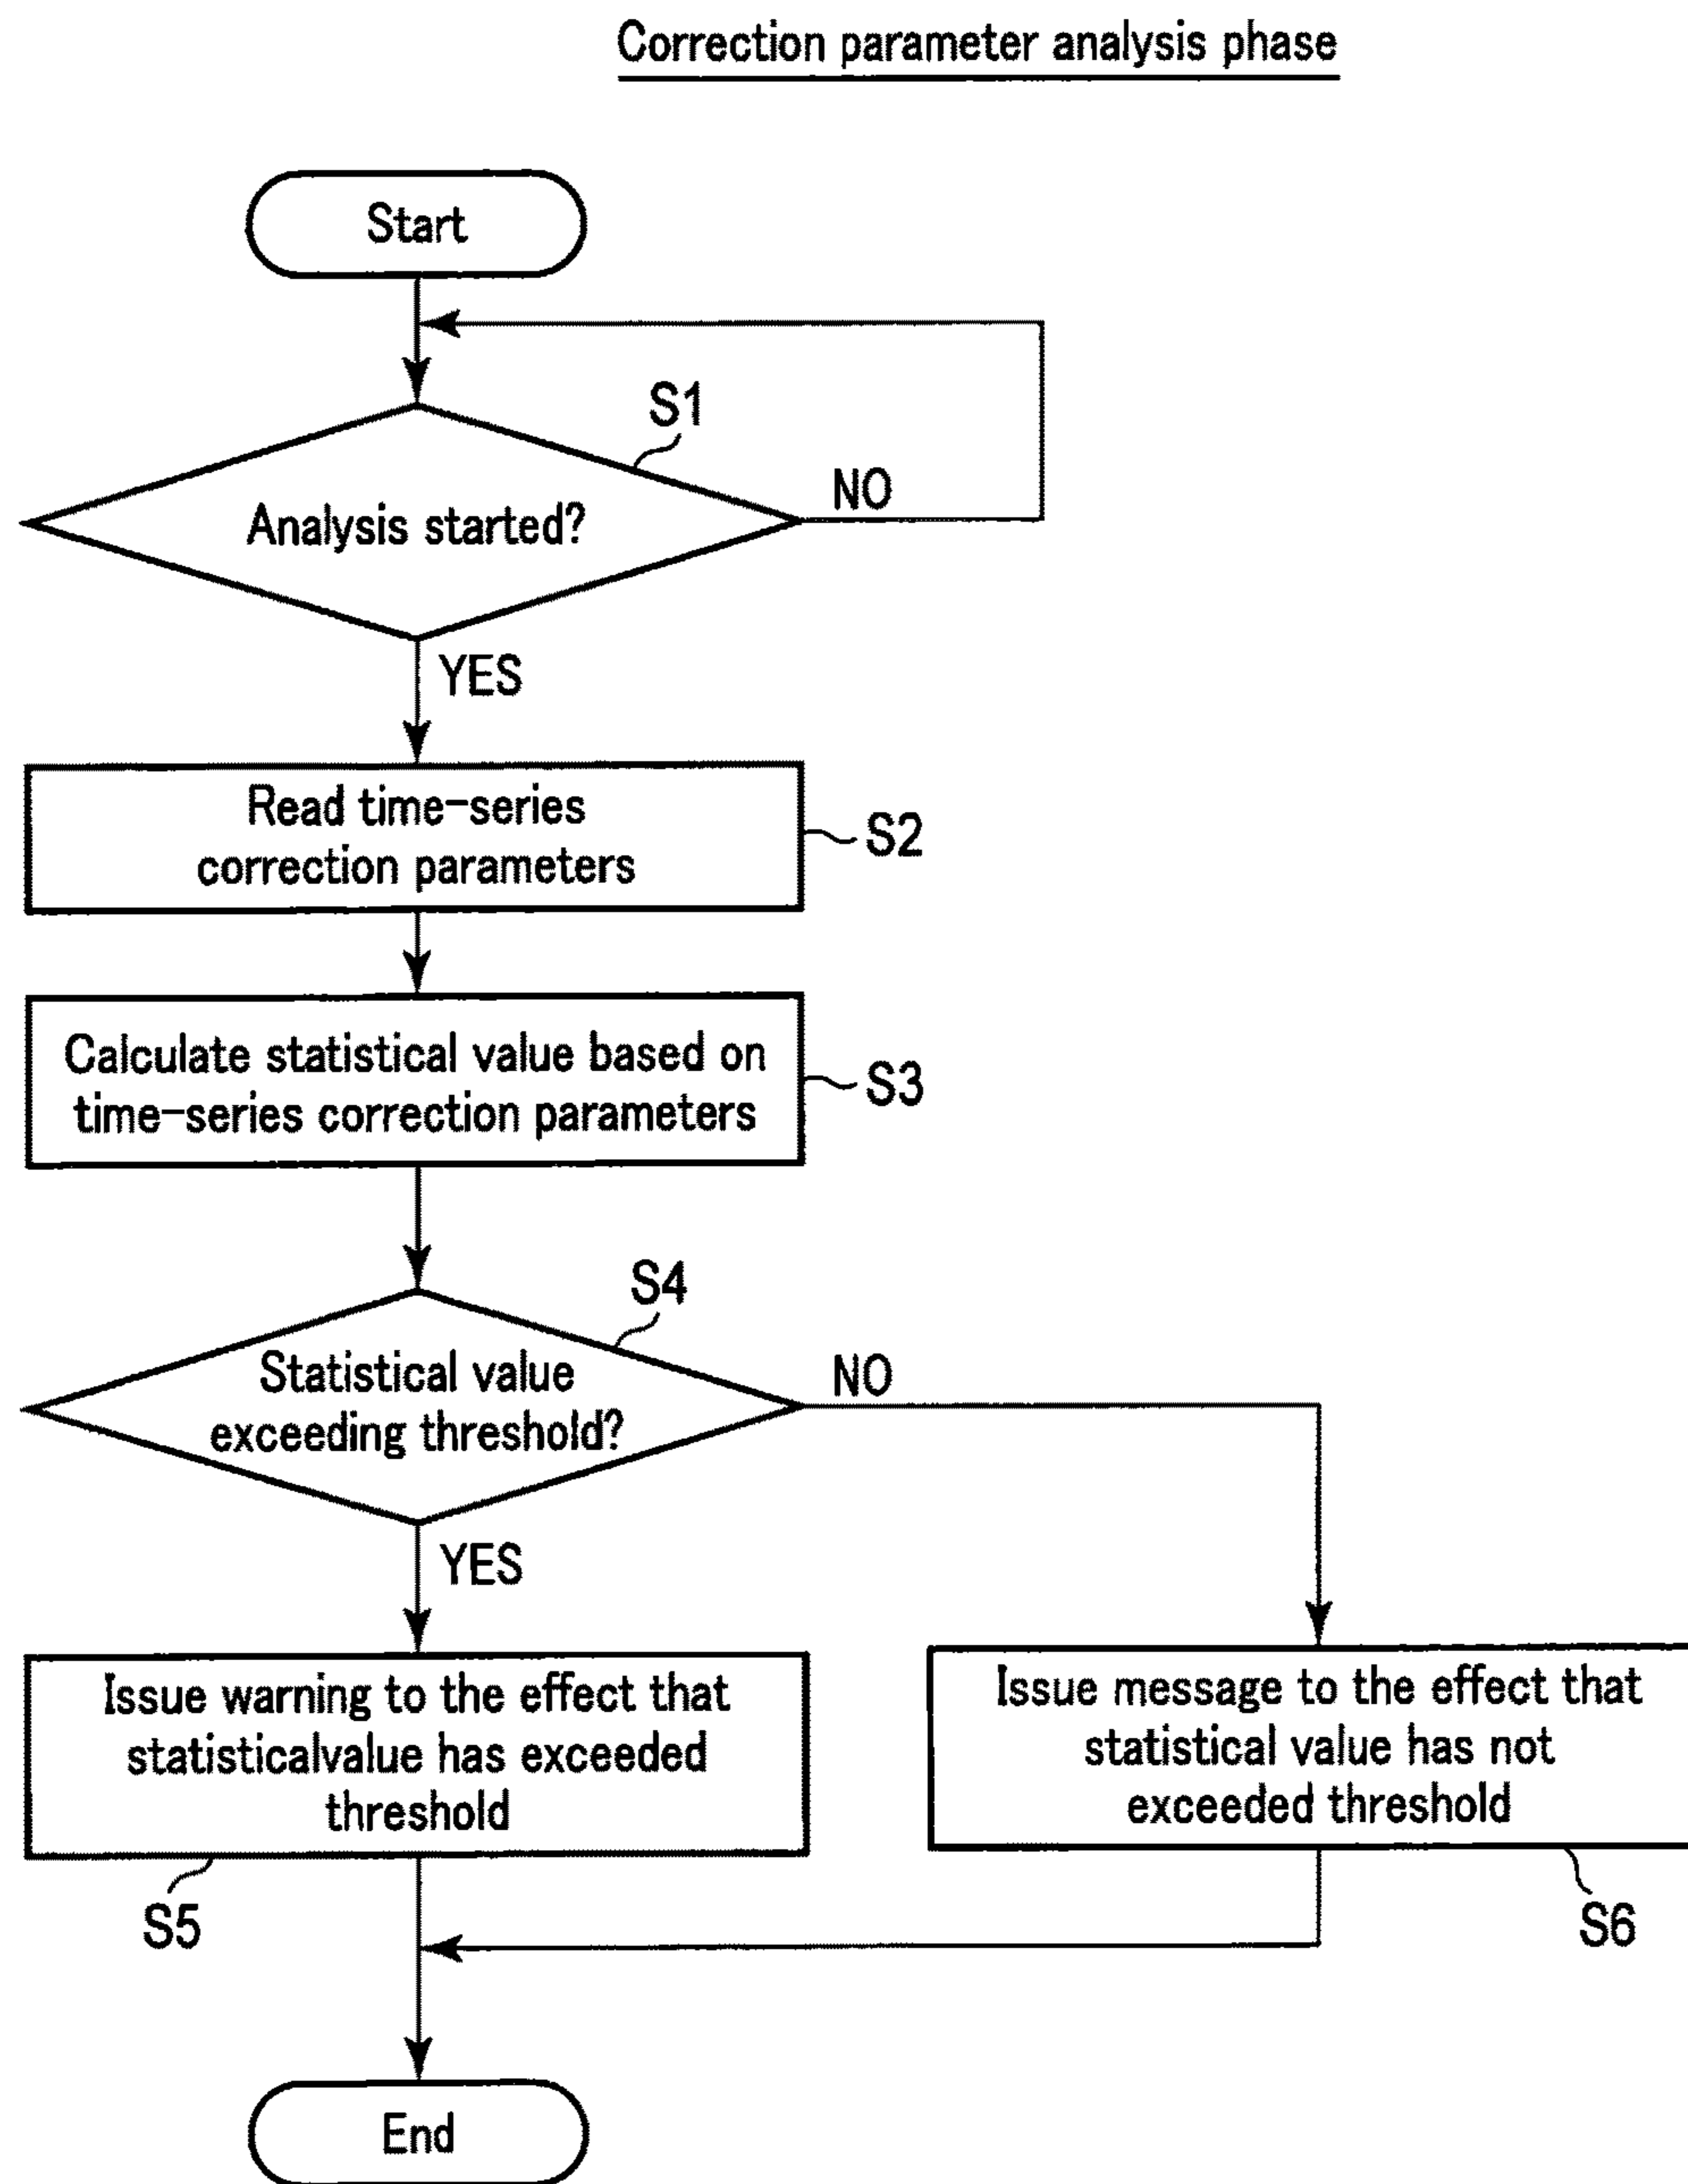 Correction parameter analysis phase
Start
S1
Analysis started?
NO
YES
Read time-series
correction parameters
S2
Calculate statistical value based on
time-series correction parameters
S3
S4
Statistical value
exceeding threshold?
NO
YES
Issue warning to the effect that
statisticalvalue has exceeded
threshold
S5
Issue message to the effect that
statistical value has not
exceeded threshold
S6
End